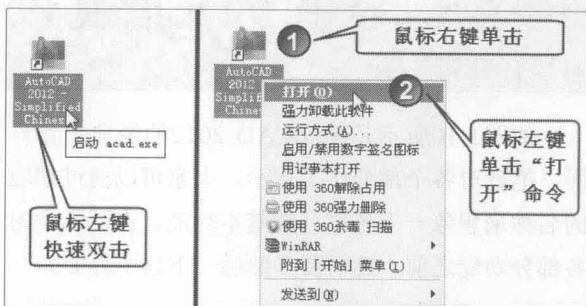 AutoCAD
2012 -
Simplified
Chinese
启动 acad.exe
鼠标左键
快速双击
1
鼠标右键单击
AutoCAD
2012
Simplifi
Chines
打开(O)
强力卸载此软件
运行方式(A)
启用/禁用数字签名图标
用记事本打开
使用 360解除占用
使用 360强力删除
使用 360杀毒 扫描
WinRAR
附到「开始」菜单(I)
发送到(N)
2
鼠标左键
单击“打
开”命令